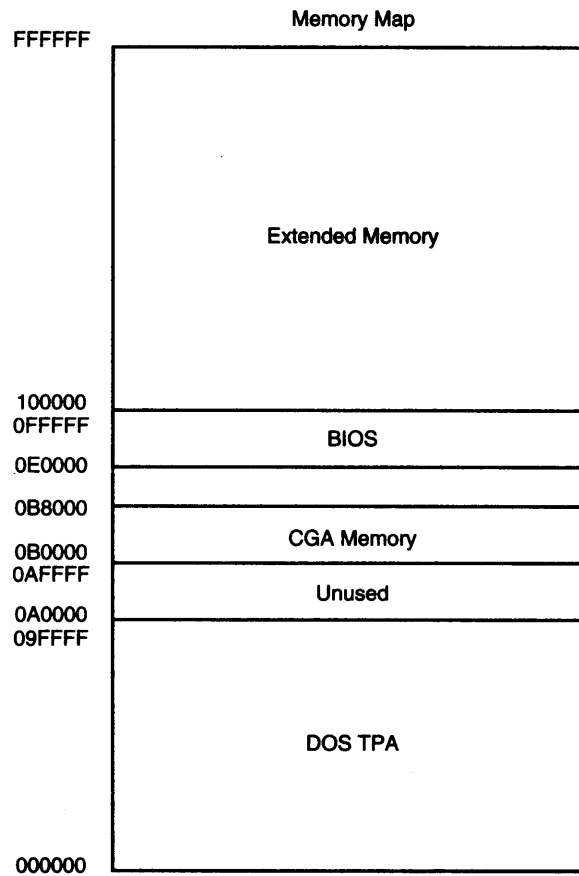 Memory Map
FFFFFF
Extended Memory
100000
0FFFFF
BIOS
0E0000
0B8000
CGA Memory
0B0000
0AFFFF
Unused
0A0000
09FFFF
DOS TPA
000000